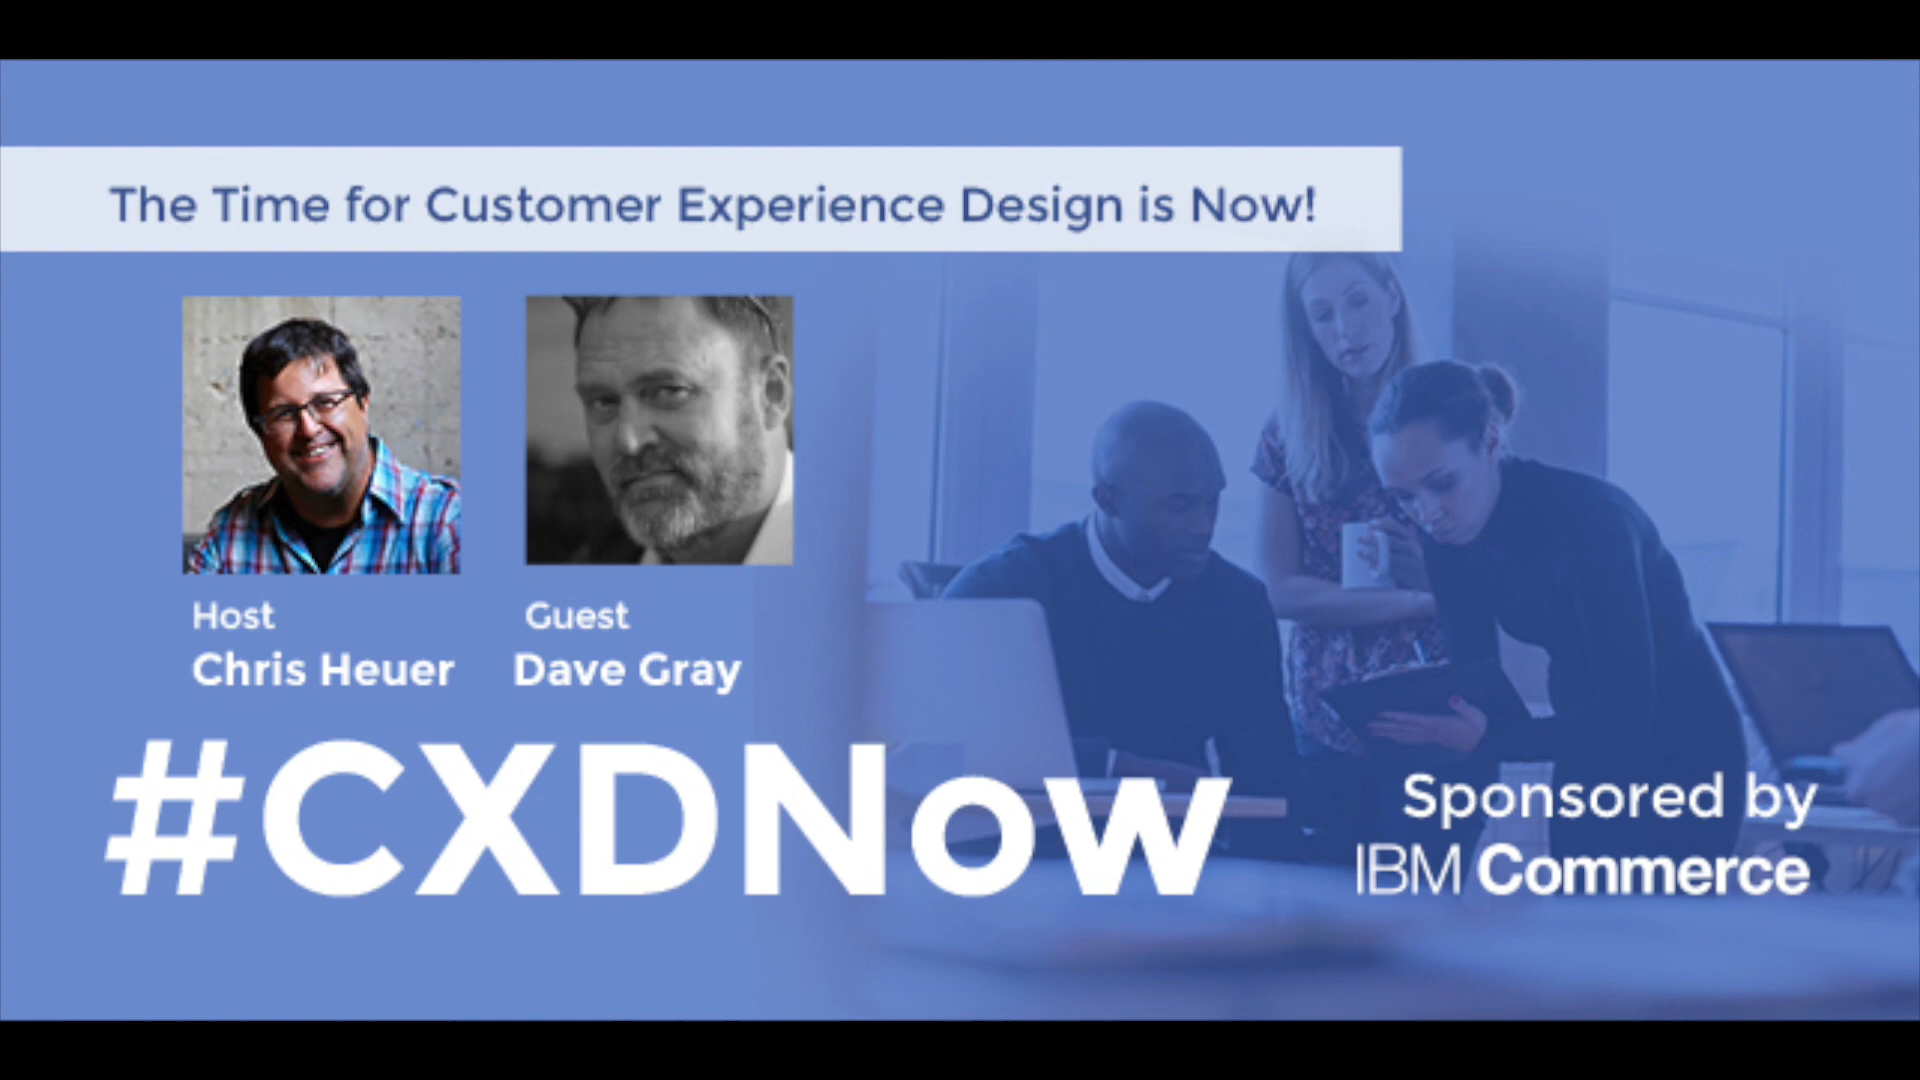 The Time for Customer Experience Design is Now!
Host
Chris Heuer
Guest
Dave Gray
#CXDNow
Sponsored by
IBM Commerce